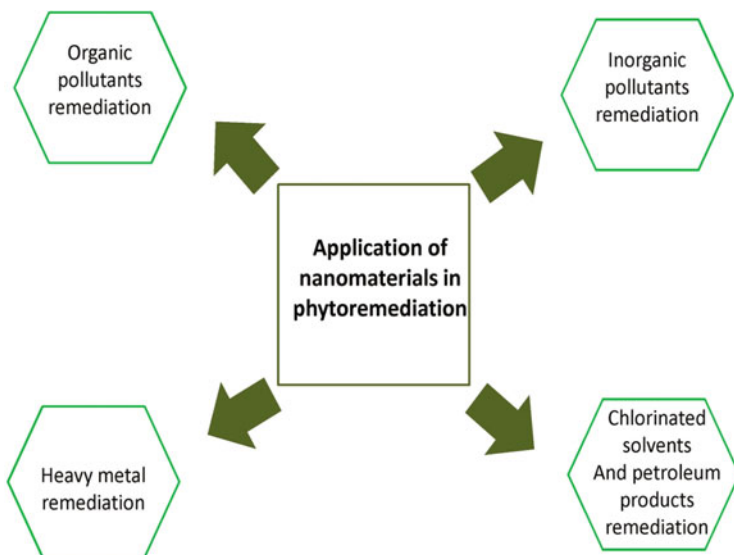 Organic
pollutants
remediation
Inorganic
pollutants
remediation
Application of
nanomaterials in
phytoremediation
Heavy metal
remediation
Chlorinated
solvents
And petroleum
products
remediation